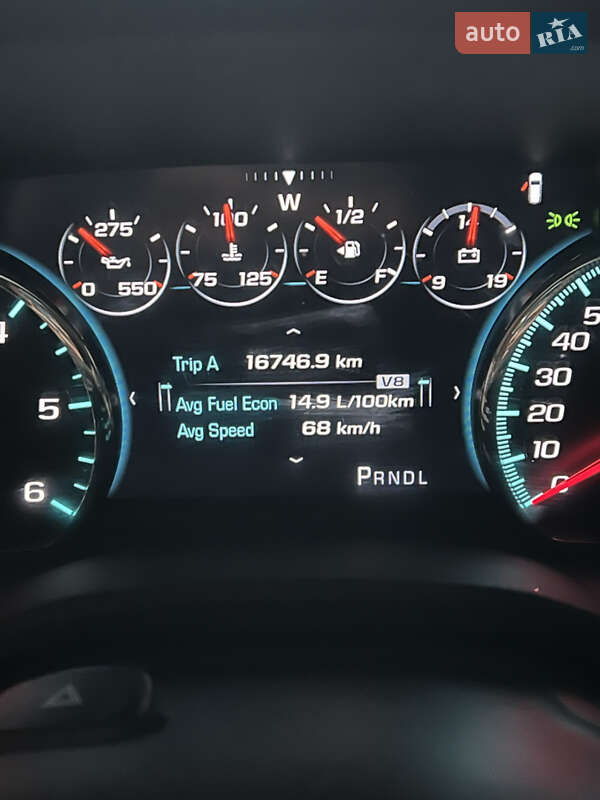 auto RIA.com
W
275 100 1/2 14
0 550 75 125 E F 9 19
Trip A 16746.9 km
V8
Avg Fuel Econ 14.9 L/100km
Avg Speed 68 km/h
PRNDL
4
5
6
50
40
30
20
10
0